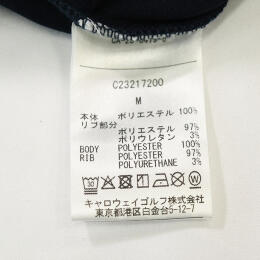 C23217200
M
本体 ポリエステル 100%
リブ部分
ポリエステル 97%
ポリウレタン 3%
BODY POLYESTER 100%
RIB POLYESTER 97%
POLYURETHANE 3%
キャロウェイゴルフ株式会社
東京都港区白金台5-12-7